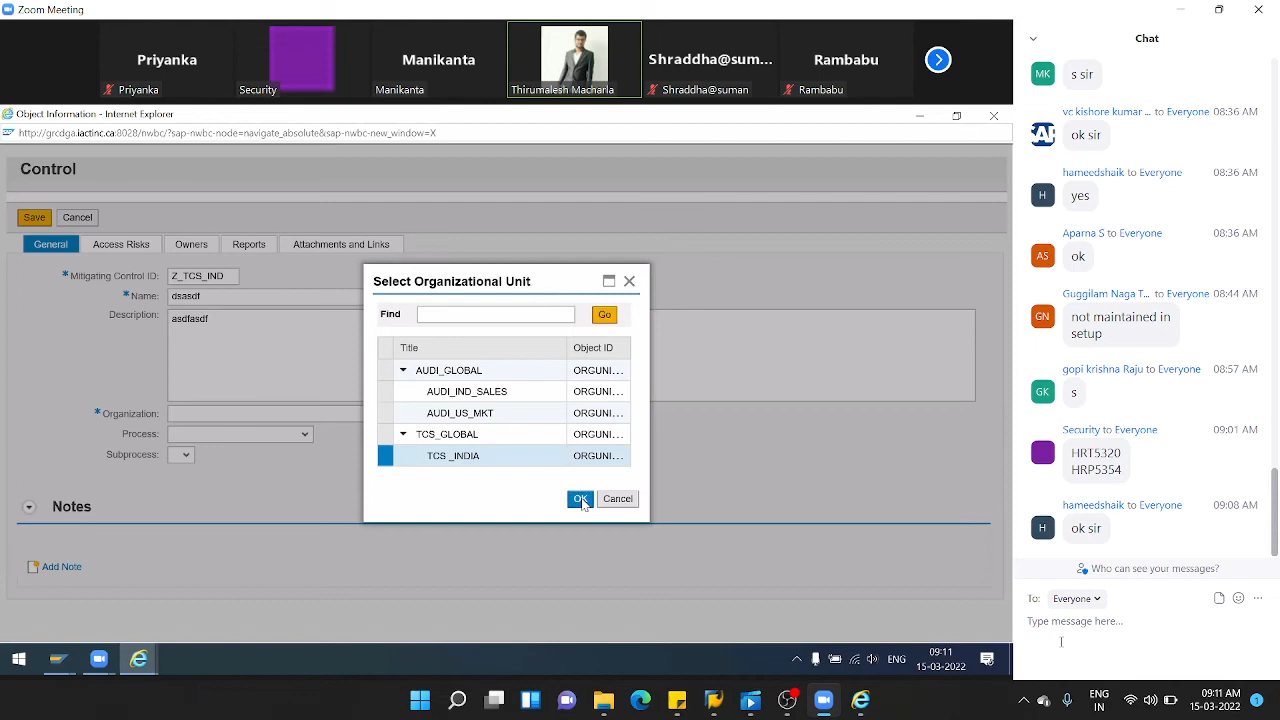 Zoom Meeting
Priyanka
Manikanta
Shraddha@sum...
Rambabu
Priyanka
Security
Manikanta
Thirumalesh Macharla
Shraddha@suman
Rambabu
Object Information - Internet Explorer
http://grcdga.iactinc.ca:8028/nwbc/?sap-nwbc-node=navigate_absolute&sap-nwbc-new_window=X
Control
Save
Cancel
General
Access Risks
Owners
Reports
Attachments and Links
*Mitigating Control ID:
Z_TCS_IND
*Name:
dsasdf
Description:
asdfasdf
*Organization:
Process:
Subprocess:
Notes
Add Note
Select Organizational Unit
Find
Go
Title
Object ID
AUDI_GLOBAL
ORGUNI...
AUDI_IND_SALES
ORGUNI...
AUDI_US_MKT
ORGUNI...
TCS_GLOBAL
ORGUNI...
TCS _INDIA
ORGUNI...
OK
Cancel
ENG
09:11
15-03-2022
Chat
MK
s sir
vc kishore kumar ... to Everyone
08:36 AM
SAP
ok sir
hameedshaik to Everyone
08:36 AM
H
yes
Aparna S to Everyone
08:36 AM
AS
ok
Guggilam Naga T... to Everyone
08:44 AM
GN
not maintained in
setup
gopi krishna Raju to Everyone
08:57 AM
GK
s
Security to Everyone
09:01 AM
HRT5320
HRP5354
hameedshaik to Everyone
09:08 AM
H
ok sir
Who can see your messages?
To:
Everyone
Type message here...
ENG
IN
09:11 AM
15-03-2022
1